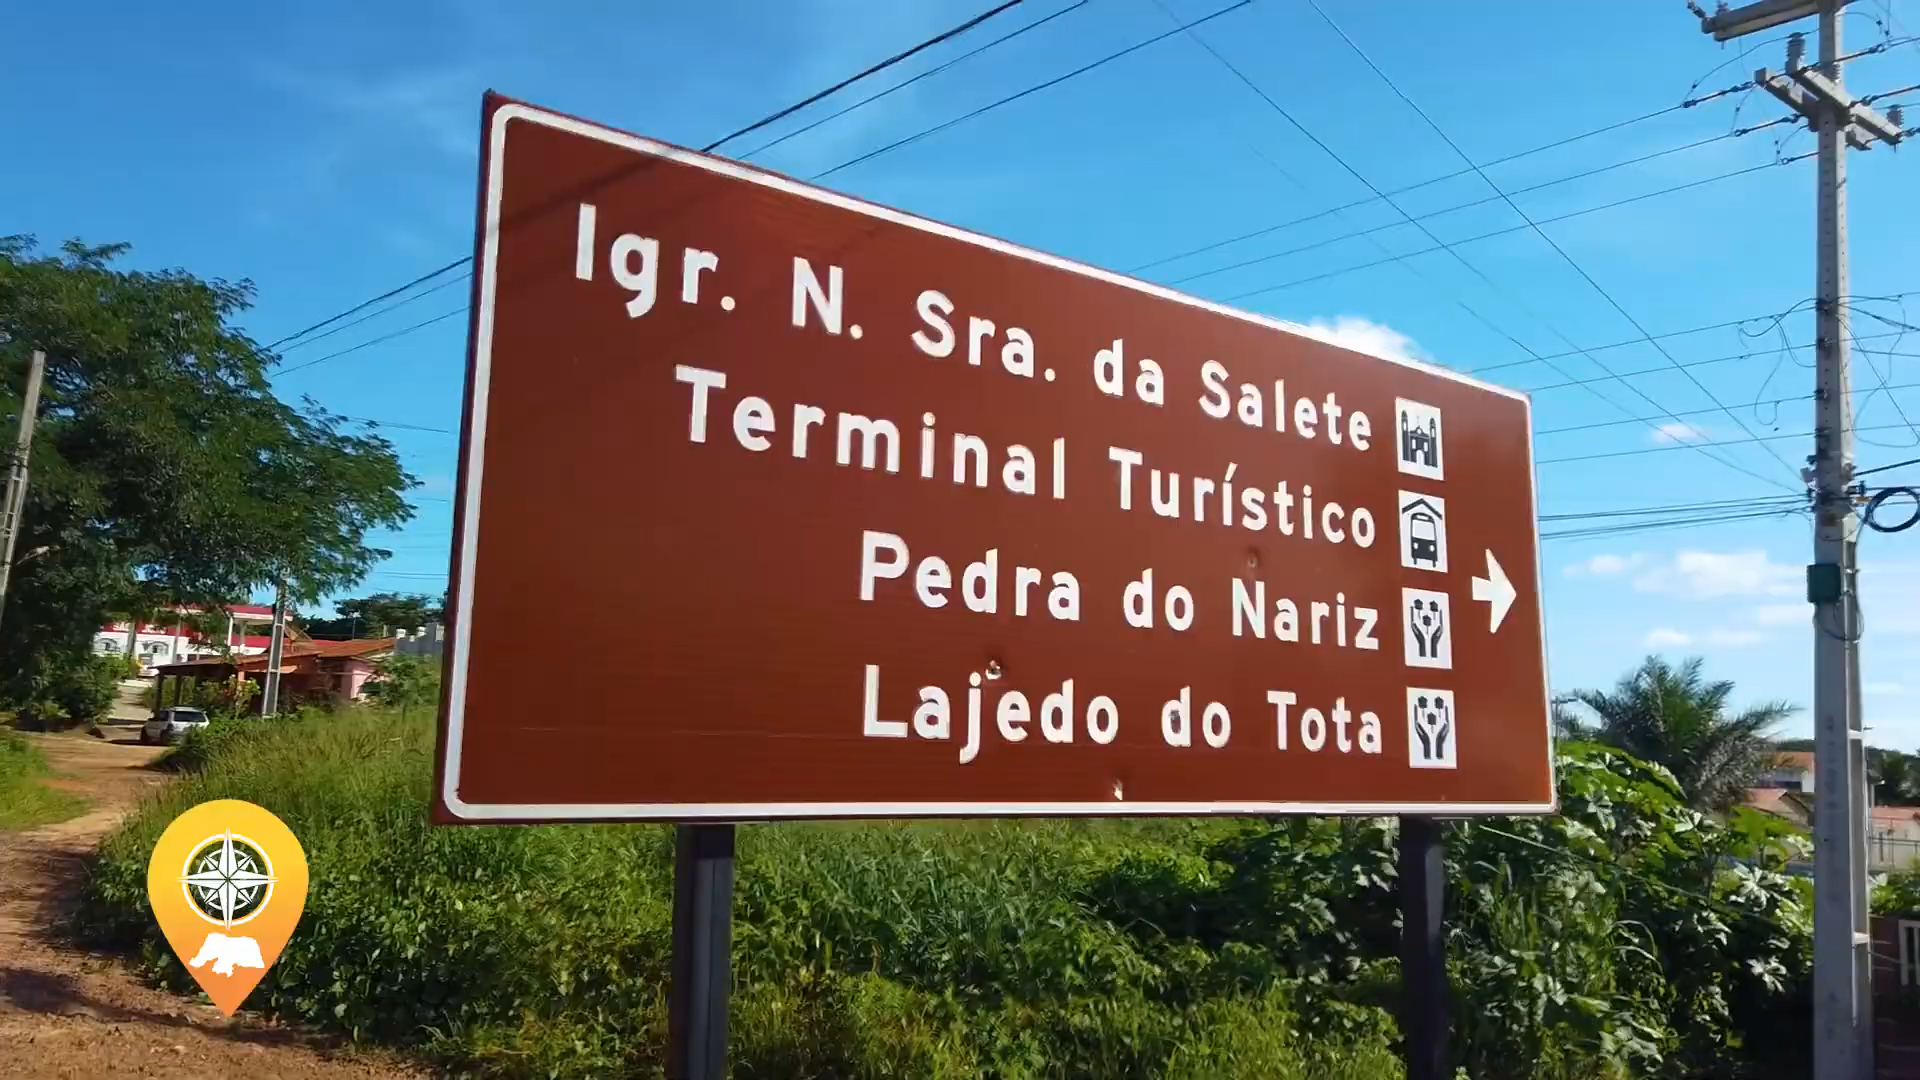 Igr. N. Sra. da Salete
Terminal Turístico
Pedra do Nariz
Lajedo do Tota